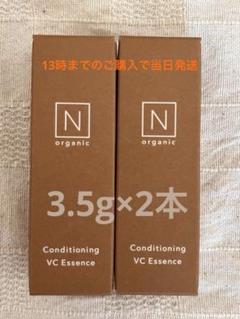 13時までのご購入で当日発送
N
organic
N
organic
3.5g×2本
Conditioning
VC Essence
Conditioning
VC Essence